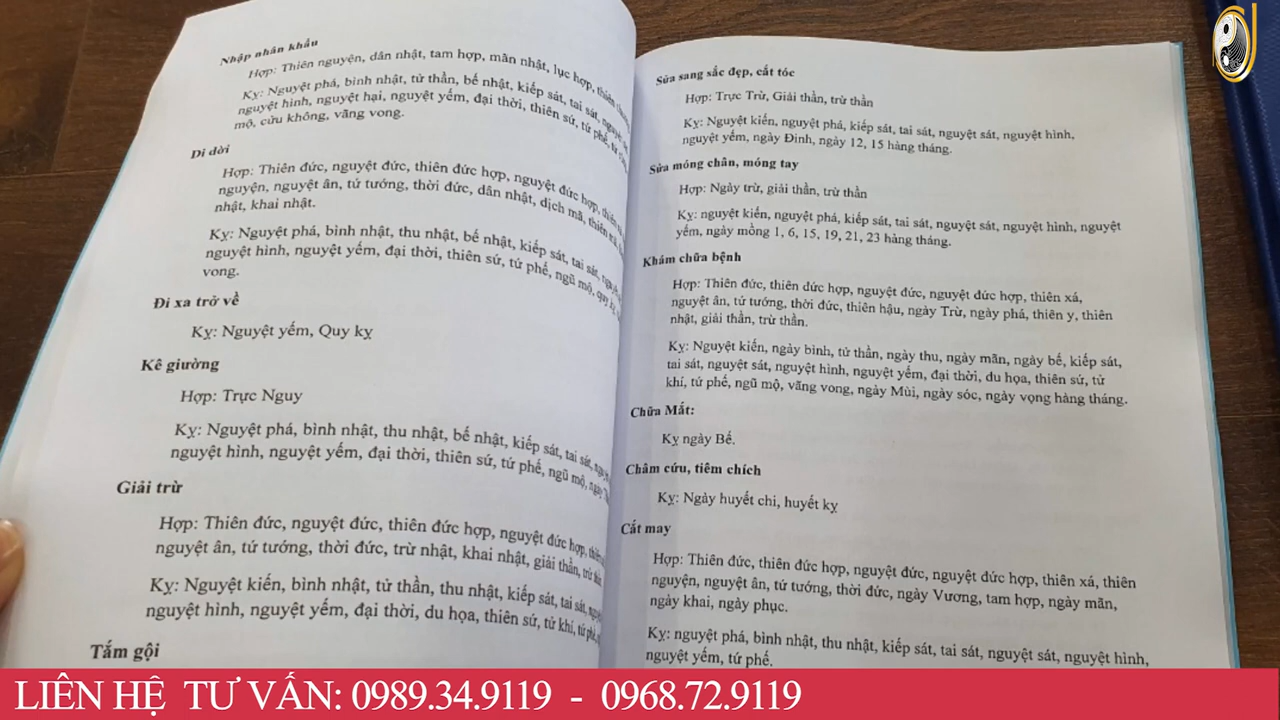 Nhập nhân khẩu
Hợp: Thiên nguyện, dân nhật, tam hợp, mãn nhật, lục hợp, thiên
Kỵ: Nguyệt phá, bình nhật, tử thần, bế nhật, kiếp sát, tai sát,
nguyệt hình, nguyệt hại, nguyệt yếm, đại thời, thiên sứ, tứ phế,
mộ, cửu không, vãng vong.
Di dời
Hợp: Thiên đức, nguyệt đức, thiên đức hợp, nguyệt đức hợp,
nguyện, nguyệt ân, tứ tướng, thời đức, dân nhật, dịch mã, thiên mã,
nhật, khai nhật.
Kỵ: Nguyệt phá, bình nhật, thu nhật, bế nhật, kiếp sát, tai sát,
nguyệt hình, nguyệt yếm, đại thời, thiên sứ, tứ phế, ngũ mộ, quy kỵ,
vong.
Đi xa trở về
Kỵ: Nguyệt yếm, Quy kỵ
Kê giường
Hợp: Trực Nguy
Kỵ: Nguyệt phá, bình nhật, thu nhật, bế nhật, kiếp sát, tai sát,
nguyệt hình, nguyệt yếm, đại thời, thiên sứ, tứ phế, ngũ mộ, ngày
Giải trừ
Hợp: Thiên đức, nguyệt đức, thiên đức hợp, nguyệt đức hợp,
nguyệt ân, tứ tướng, thời đức, trừ nhật, khai nhật, giải thần, trừ
Kỵ: Nguyệt kiến, bình nhật, tử thần, thu nhật, kiếp sát, tai sát,
nguyệt hình, nguyệt yếm, đại thời, du họa, thiên sứ, tử khí, tứ phế,
Tắm gội
Sửa sang sắc đẹp, cắt tóc
Hợp: Trực Trừ, Giải thần, trừ thần
Kỵ: Nguyệt kiến, nguyệt phá, kiếp sát, tai sát, nguyệt sát, nguyệt hình,
nguyệt yếm, ngày Đinh, ngày 12, 15 hàng tháng.
Sửa móng chân, móng tay
Hợp: Ngày trừ, giải thần, trừ thần
Kỵ: nguyệt kiến, nguyệt phá, kiếp sát, tai sát, nguyệt sát, nguyệt hình, nguyệt
yếm, ngày mồng 1, 6, 15, 19, 21, 23 hàng tháng.
Khám chữa bệnh
Hợp: Thiên đức, thiên đức hợp, nguyệt đức, nguyệt đức hợp, thiên xá,
nguyệt ân, tứ tướng, thời đức, thiên hậu, ngày Trừ, ngày phá, thiên y, thiên
nhật, giải thần, trừ thần.
Kỵ: Nguyệt kiến, ngày bình, tử thần, ngày thu, ngày mãn, ngày bế, kiếp sát,
tai sát, nguyệt sát, nguyệt hình, nguyệt yếm, đại thời, du họa, thiên sứ, tử
khí, tứ phế, ngũ mộ, vãng vong, ngày Mùi, ngày sóc, ngày vọng hàng tháng.
Chữa Mắt:
Kỵ ngày Bế.
Châm cứu, tiêm chích
Kỵ: Ngày huyết chi, huyết kỵ
Cắt may
Hợp: Thiên đức, thiên đức hợp, nguyệt đức, nguyệt đức hợp, thiên xá, thiên
nguyện, nguyệt ân, tứ tướng, thời đức, ngày Vương, tam hợp, ngày mãn,
ngày khai, ngày phục.
Kỵ: nguyệt phá, bình nhật, thu nhật, kiếp sát, tai sát, nguyệt sát, nguyệt hình,
nguyệt yếm, tứ phế.
LIÊN HỆ TƯ VẤN: 0989.34.9119 - 0968.72.9119